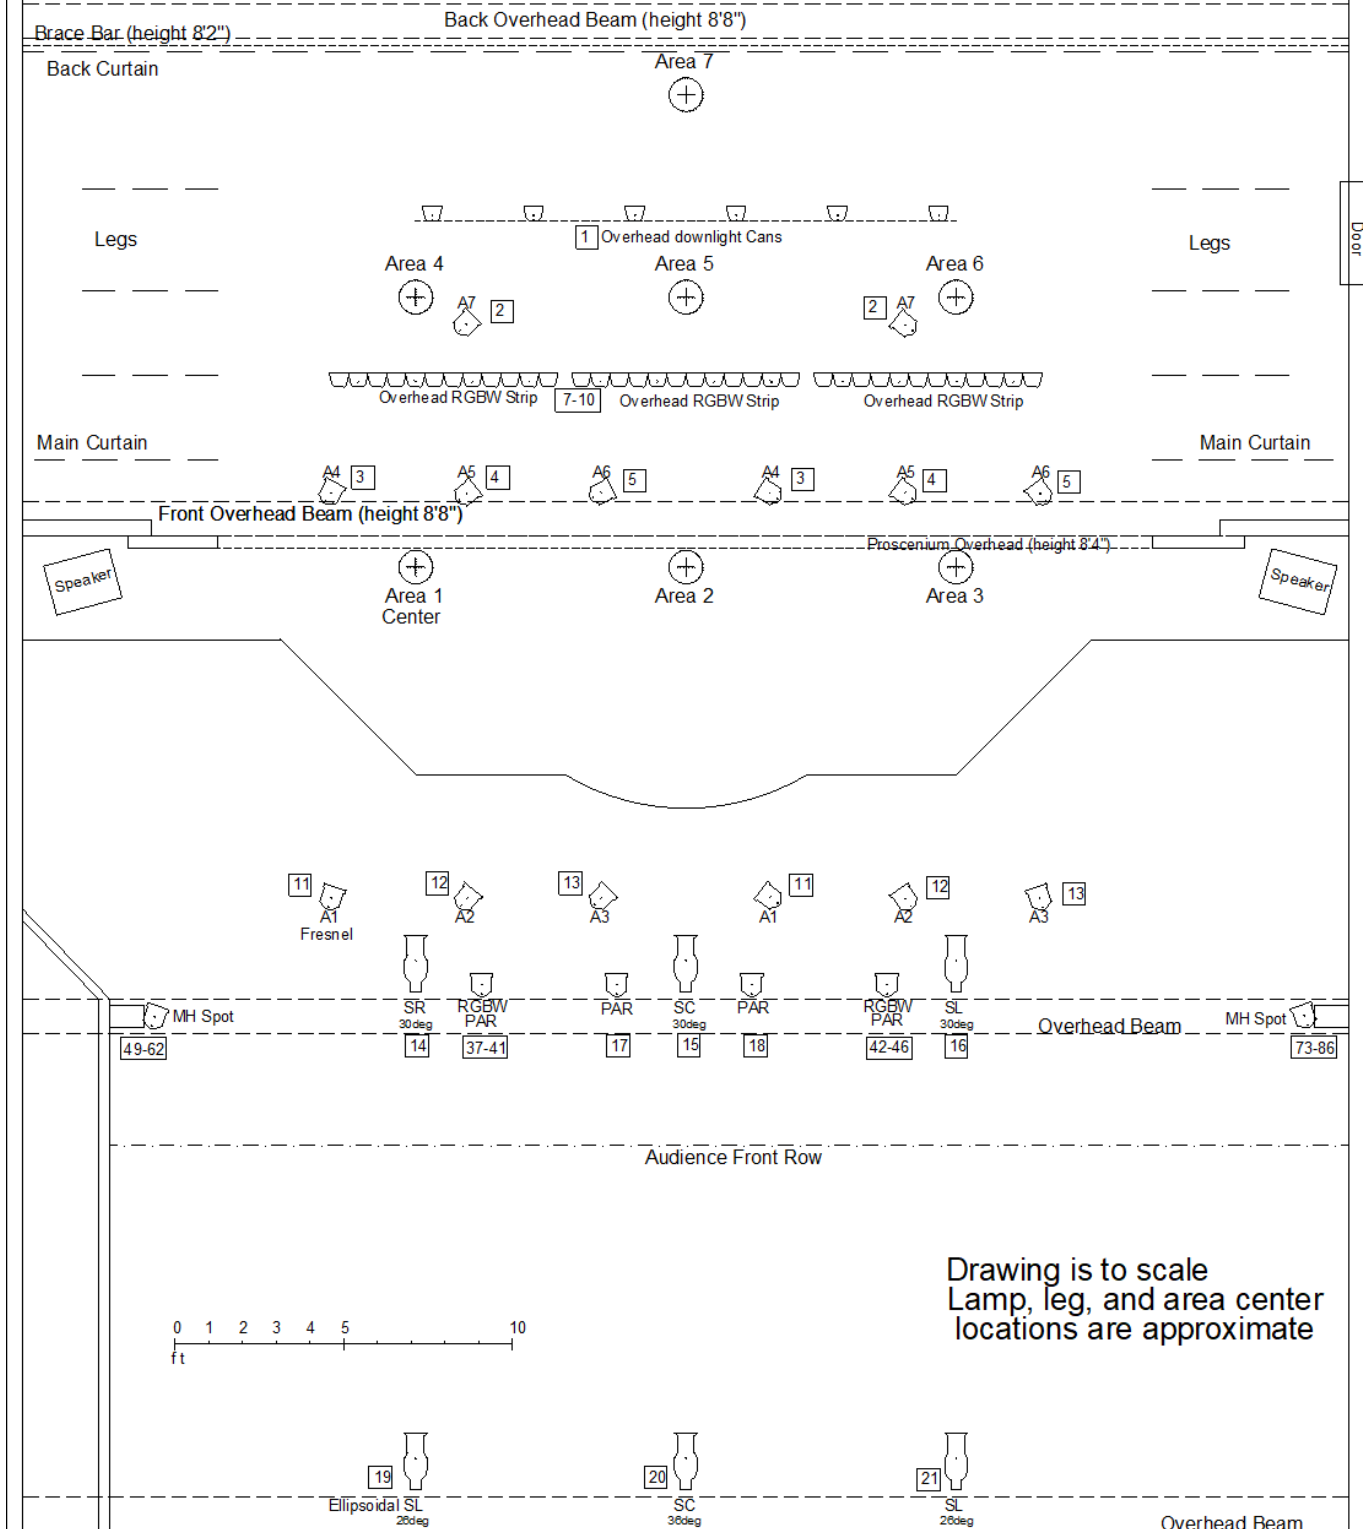 Back Overhead Beam (height 8'8")
Brace Bar (height 8'2")
Back Curtain
Area 7
Legs
Legs
Door
1 Overhead downlight Cans
Area 4
Area 5
Area 6
A7 2
2 A7
Overhead RGBW Strip
7-10
Overhead RGBW Strip
Overhead RGBW Strip
Main Curtain
Main Curtain
A4 3
A5 4
A6 5
A4 3
A5 4
A6 5
Front Overhead Beam (height 8'8")
Proscenium Overhead (height 8'4")
Speaker
Speaker
Area 1
Center
Area 2
Area 3
11
12
13
11
12
13
A1
A2
A3
A1
A2
A3
Fresnel
MH Spot
SR
30deg
RGBW
PAR
PAR
SC
30deg
PAR
RGBW
PAR
SL
30deg
Overhead Beam
MH Spot
49-62
14
37-41
17
15
18
42-46
16
73-86
Audience Front Row
Drawing is to scale
Lamp, leg, and area center
locations are approximate
0 1 2 3 4 5 10
ft
19
20
21
Ellipsoidal SL
26deg
SC
36deg
SL
26deg
Overhead Beam